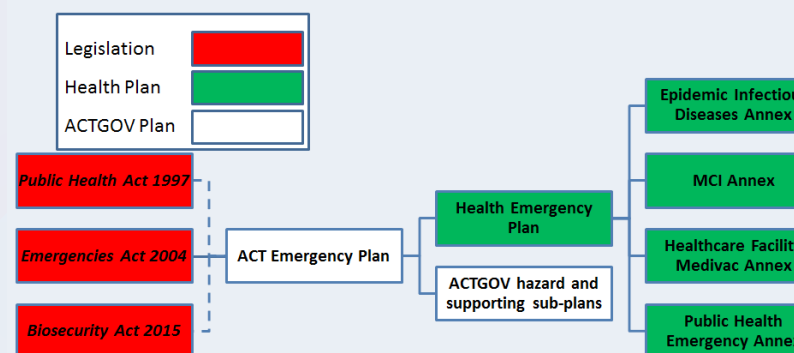 Legislation
Health Plan
ACTGOV Plan
Public Health Act 1997
Emergencies Act 2004
Biosecurity Act 2015
ACT Emergency Plan
Health Emergency
Plan
ACTGOV hazard and
supporting sub-plans
Epidemic Infectiou
Diseases Annex
MCI Annex
Healthcare Facilit
Medivac Annex
Public Health
Emergency Anne